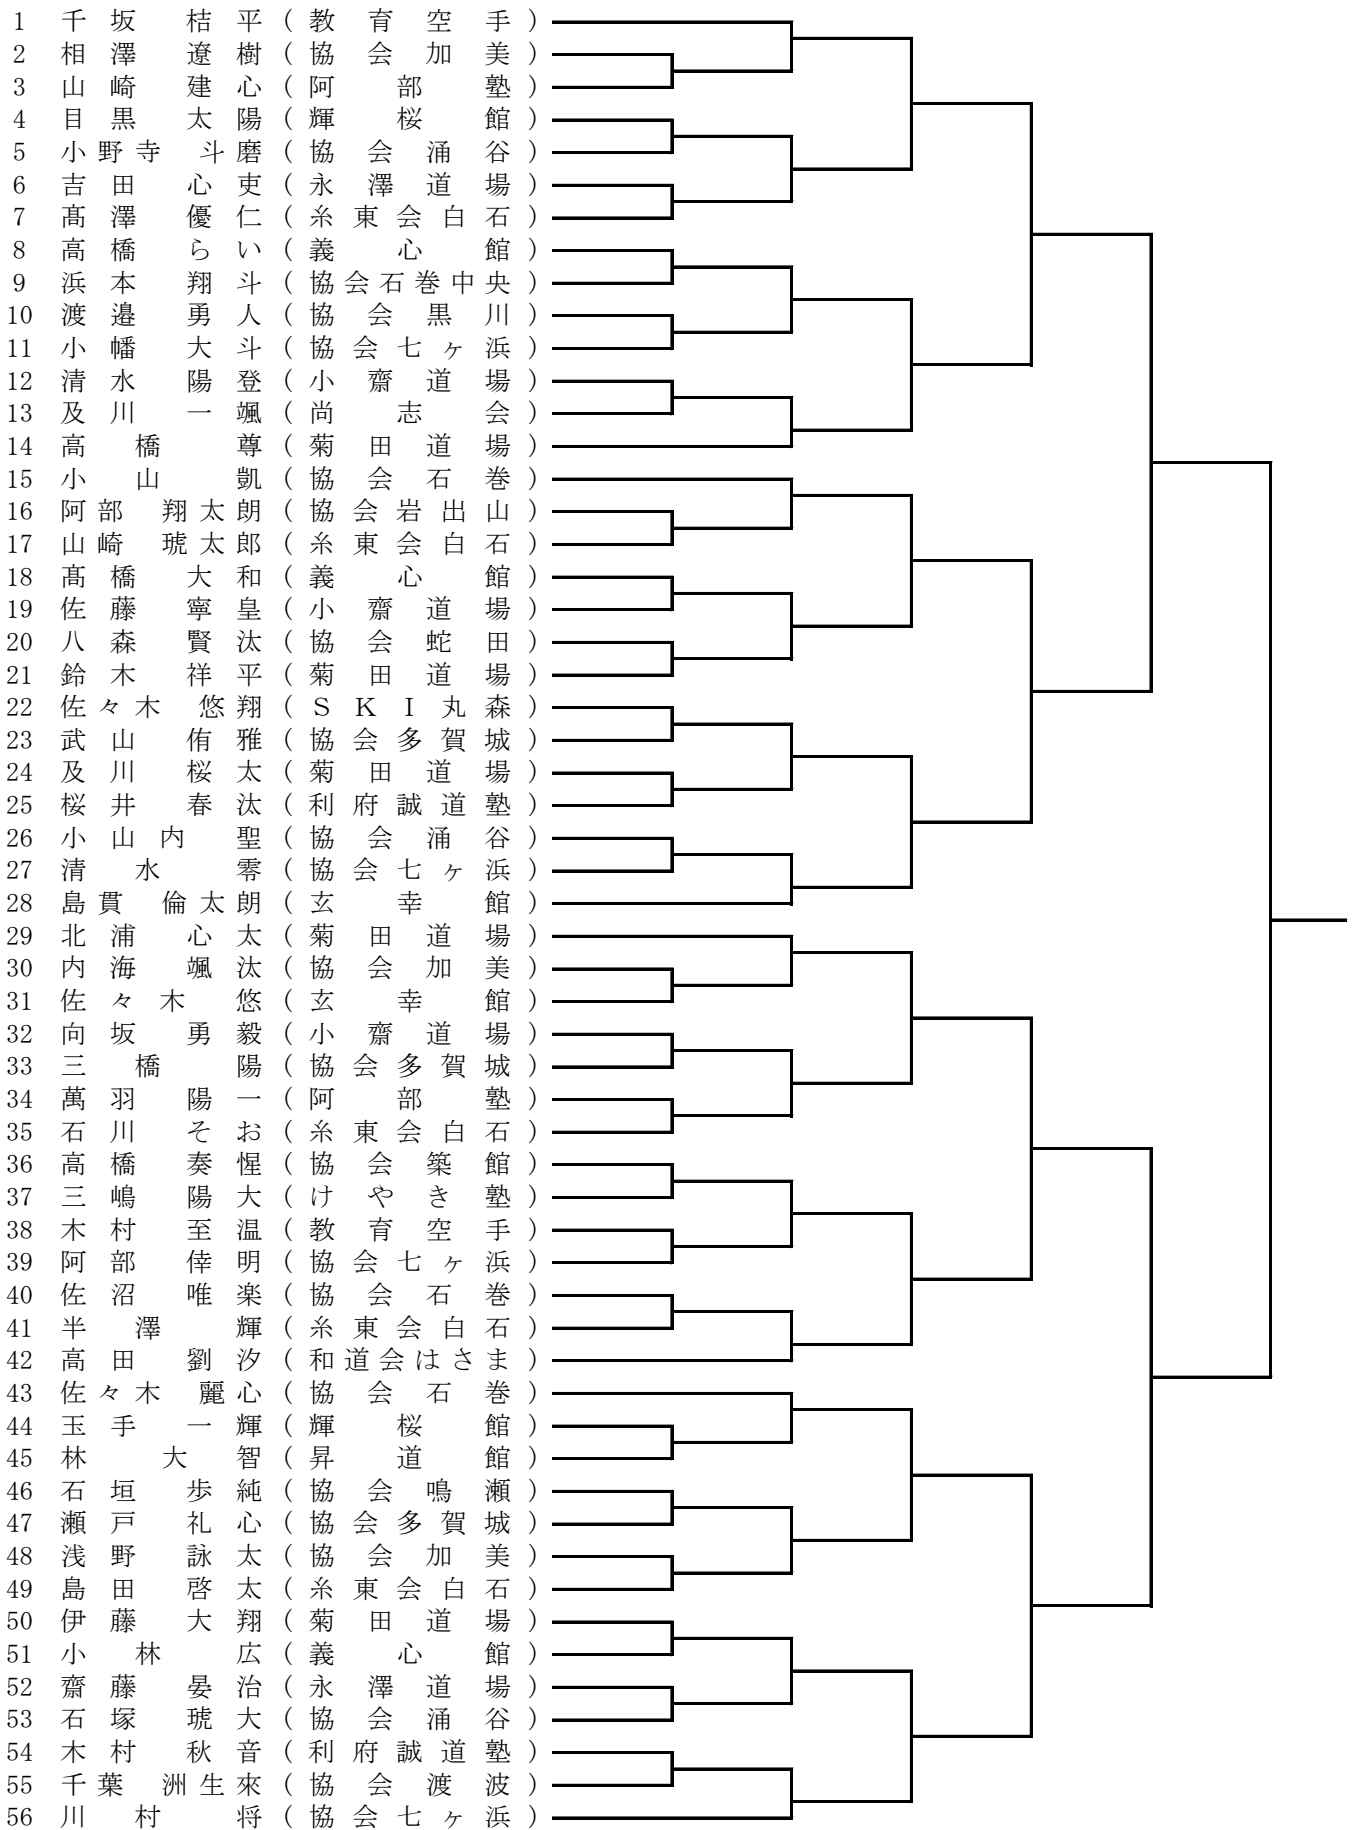 1 千坂 桔平 (教育空手)
2 相澤 遼樹 (協会加美)
3 山崎 建心 (阿部塾)
4 目黒 太陽 (輝桜館)
5 小野寺 斗磨 (協会涌谷)
6 吉田 心吏 (永澤道場)
7 髙澤 優仁 (糸東会白石)
8 高橋 らい (義心館)
9 浜本 翔斗 (協会石巻中央)
10 渡邉 勇人 (協会黒川)
11 小幡 大斗 (協会七ヶ浜)
12 清水 陽登 (小齋道場)
13 及川 一颯 (尚志会)
14 高橋 尊 (菊田道場)
15 小山 凱 (協会石巻)
16 阿部 翔太朗 (協会岩出山)
17 山崎 琥太郎 (糸東会白石)
18 髙橋 大和 (義心館)
19 佐藤 寧皇 (小齋道場)
20 八森 賢汰 (協会蛇田)
21 鈴木 祥平 (菊田道場)
22 佐々木 悠翔 (SKI丸森)
23 武山 侑雅 (協会多賀城)
24 及川 桜太 (菊田道場)
25 桜井 春汰 (利府誠道塾)
26 小山内 聖 (協会涌谷)
27 清水 零 (協会七ヶ浜)
28 島貫 倫太朗 (玄幸館)
29 北浦 心太 (菊田道場)
30 内海 颯汰 (協会加美)
31 佐々木 悠 (玄幸館)
32 向坂 勇毅 (小齋道場)
33 三橋 陽 (協会多賀城)
34 萬羽 陽一 (阿部塾)
35 石川 そお (糸東会白石)
36 高橋 奏惺 (協会築館)
37 三嶋 陽大 (けやき塾)
38 木村 至温 (教育空手)
39 阿部 倖明 (協会七ヶ浜)
40 佐沼 唯楽 (協会石巻)
41 半澤 輝 (糸東会白石)
42 高田 劉汐 (和道会はさま)
43 佐々木 麗心 (協会石巻)
44 玉手 一輝 (輝桜館)
45 林 大智 (昇道館)
46 石垣 歩純 (協会鳴瀬)
47 瀬戸 礼心 (協会多賀城)
48 浅野 詠太 (協会加美)
49 島田 啓太 (糸東会白石)
50 伊藤 大翔 (菊田道場)
51 小林 広 (義心館)
52 齋藤 晏治 (永澤道場)
53 石塚 琥大 (協会涌谷)
54 木村 秋音 (利府誠道塾)
55 千葉 洲生來 (協会渡波)
56 川村 将 (協会七ヶ浜)